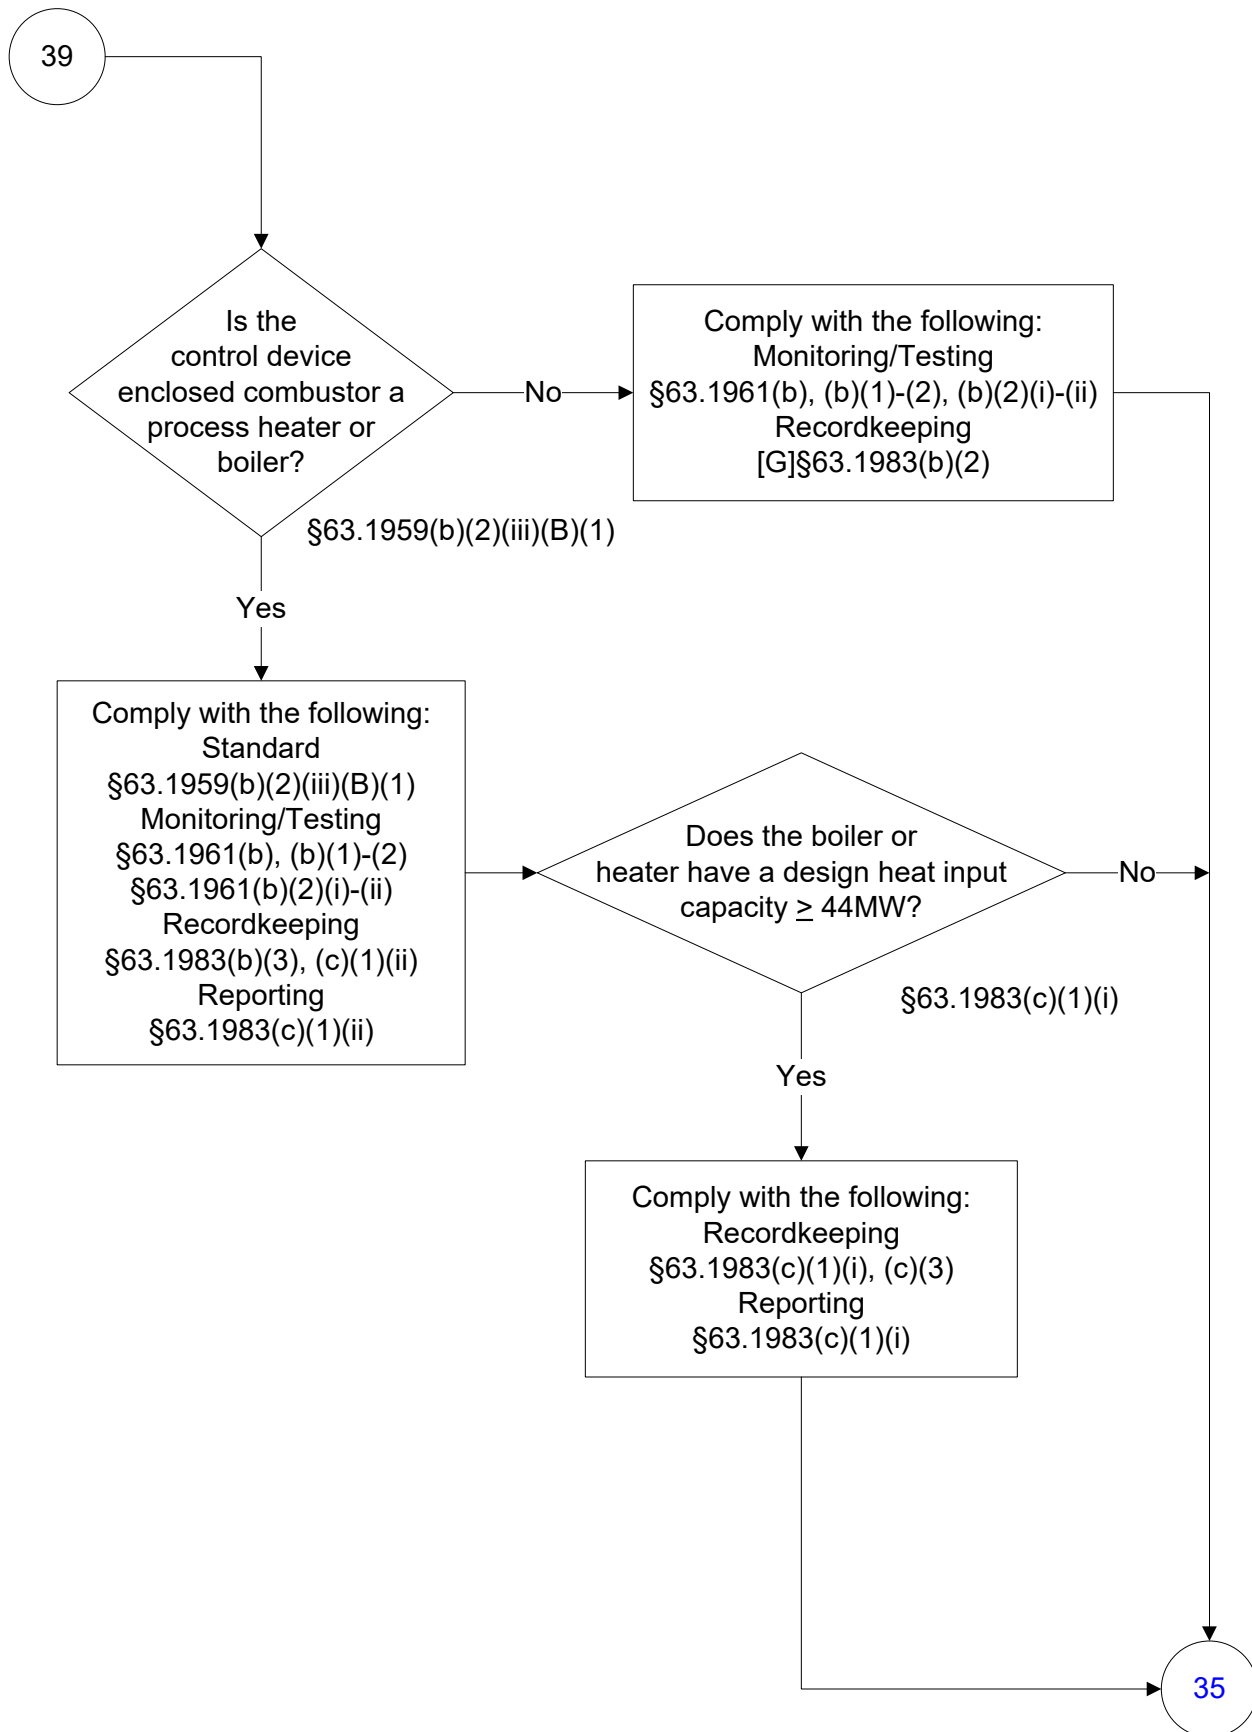 39
Is the
control device
enclosed combustor a
process heater or
boiler?
§63.1959(b)(2)(iii)(B)(1)
No
Comply with the following:
Monitoring/Testing
§63.1961(b), (b)(1)-(2), (b)(2)(i)-(ii)
Recordkeeping
[G]§63.1983(b)(2)
Yes
Comply with the following:
Standard
§63.1959(b)(2)(iii)(B)(1)
Monitoring/Testing
§63.1961(b), (b)(1)-(2)
§63.1961(b)(2)(i)-(ii)
Recordkeeping
§63.1983(b)(3), (c)(1)(ii)
Reporting
§63.1983(c)(1)(ii)
Does the boiler or
heater have a design heat input
capacity ≥ 44MW?
No
§63.1983(c)(1)(i)
Yes
Comply with the following:
Recordkeeping
§63.1983(c)(1)(i), (c)(3)
Reporting
§63.1983(c)(1)(i)
35